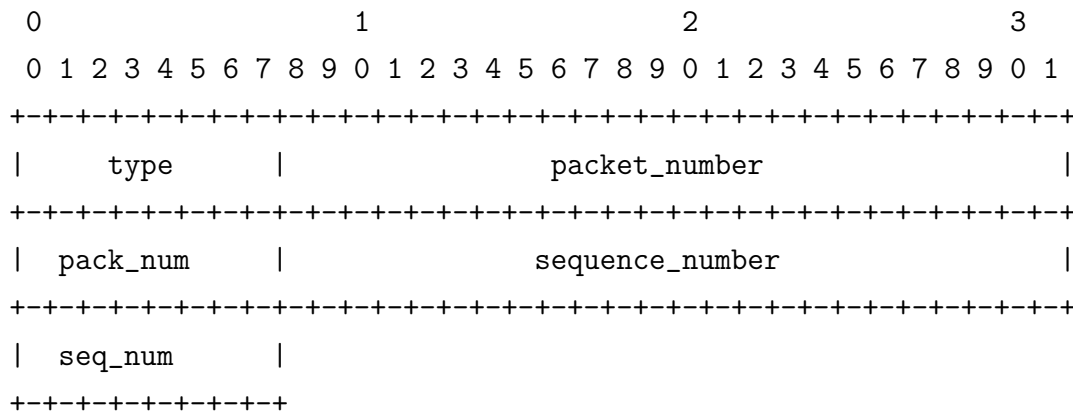 0                   1                   2                   3
 0 1 2 3 4 5 6 7 8 9 0 1 2 3 4 5 6 7 8 9 0 1 2 3 4 5 6 7 8 9 0 1
+-+-+-+-+-+-+-+-+-+-+-+-+-+-+-+-+-+-+-+-+-+-+-+-+-+-+-+-+-+-+-+-+
|     type      |                packet_number                  |
+-+-+-+-+-+-+-+-+-+-+-+-+-+-+-+-+-+-+-+-+-+-+-+-+-+-+-+-+-+-+-+-+
|  pack_num     |               sequence_number                 |
+-+-+-+-+-+-+-+-+-+-+-+-+-+-+-+-+-+-+-+-+-+-+-+-+-+-+-+-+-+-+-+-+
|  seq_num      |
+-+-+-+-+-+-+-+-+